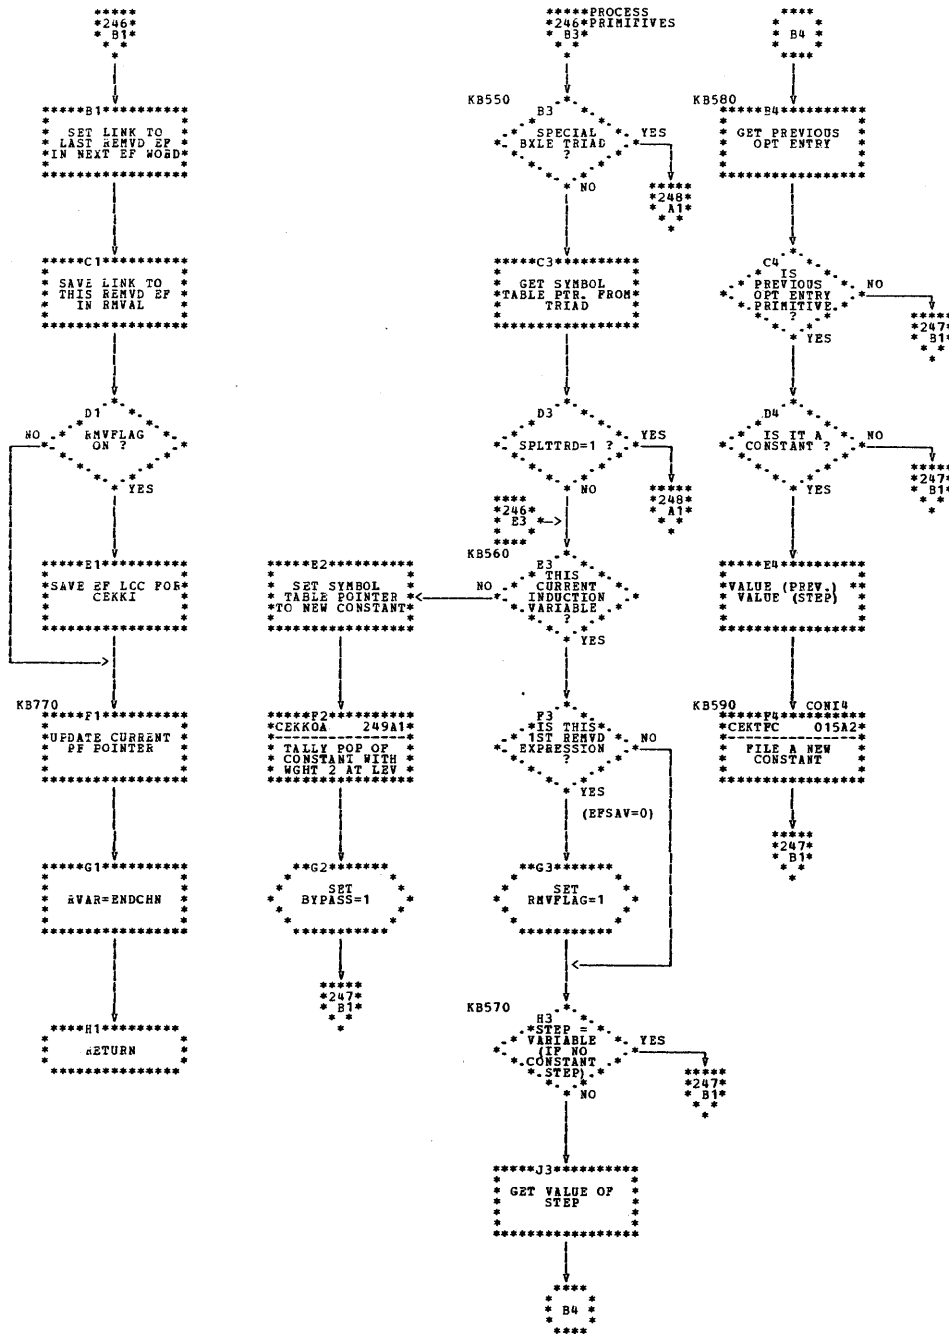 246
B1
B1
SET LINK TO
LAST REMVD EF
IN NEXT EF WORD
C1
SAVE LINK TO
THIS REMVD EF
IN RMVAL
D1
RMVFLAG
ON ?
NO
YES
E1
SAVE EF LCC FOR
CEKKI
KB770
F1
UPDATE CURRENT
PF POINTER
G1
RVAR=ENDCHN
H1
RETURN
E2
SET SYMBOL
TABLE POINTER
TO NEW CONSTANT
F2
CEKKOA 249A1
TALLY POP OF
CONSTANT WITH
WGHT 2 AT LEV
G2
SET
BYPASS=1
247
B1
246
B3
PROCESS
PRIMITIVES
KB550
B3
SPECIAL
BXLE TRIAD
?
YES
248
A1
NO
C3
GET SYMBOL
TABLE PTR. FROM
TRIAD
D3
SPLTTRD=1 ?
YES
248
A1
NO
246
E3
KB560
E3
THIS
CURRENT
INDUCTION
VARIABLE
?
NO
YES
F3
IS THIS
1ST REMVD
EXPRESSION
?
NO
YES
(EFSAV=0)
G3
SET
RMVFLAG=1
KB570
H3
STEP =
VARIABLE
(IF NO
CONSTANT
STEP)
YES
247
B1
NO
J3
GET VALUE OF
STEP
B4
B4
KB580
B4
GET PREVIOUS
OPT ENTRY
C4
IS
PREVIOUS
OPT ENTRY
PRIMITIVE
?
NO
247
B1
YES
D4
IS IT A
CONSTANT ?
NO
247
B1
YES
E4
VALUE (PREV.) *
VALUE (STEP)
KB590
F4
CONI4
CEKTFC 015A2
FILE A NEW
CONSTANT
247
B1